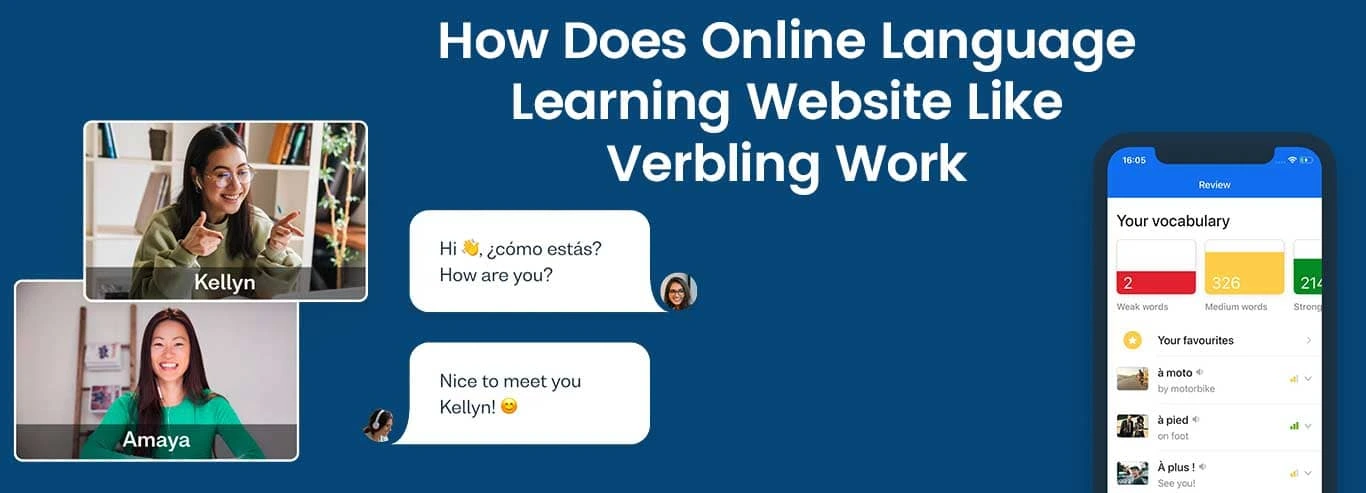 How Does Online Language
Learning Website Like
Verbling Work
Kellyn
Amaya
Hi 👋, ¿cómo estás?
How are you?
Nice to meet you
Kellyn! 😊
16:05
Review
Your vocabulary
2
326
214
Weak words
Medium words
Strong
Your favourites
à moto
by motorbike
à pied
on foot
À plus !
See you!